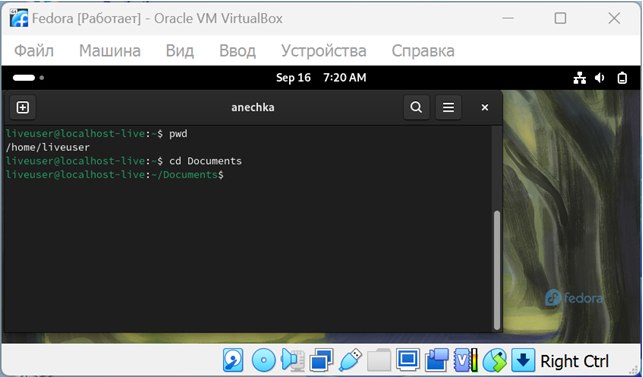 Fedora [Работает] - Oracle VM VirtualBox
Файл Машина Вид Ввод Устройства Справка
Sep 16 7:20 AM
anechka
liveuser@localhost-live:~$ pwd
/home/liveuser
liveuser@localhost-live:~$ cd Documents
liveuser@localhost-live:~/Documents$
fedora
Right Ctrl